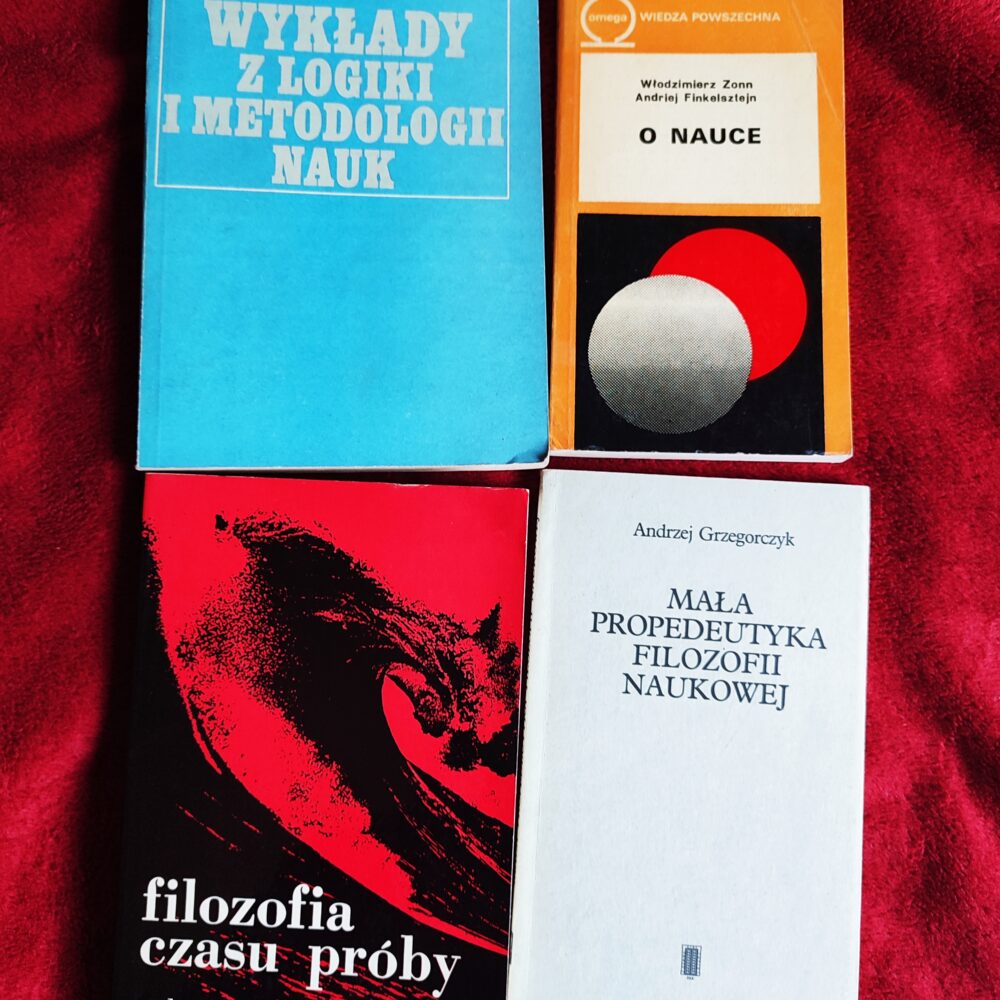 WYKŁADY
Z LOGIKI
I METODOLOGII
NAUK
omega
WIEDZA POWSZECHNA
Włodzimierz Zonn
Andriej Finkelsztejn
O NAUCE
filozofia
czasu próby
Andrzej Grzegorczyk
MAŁA
PROPEDEUTYKA
FILOZOFII
NAUKOWEJ